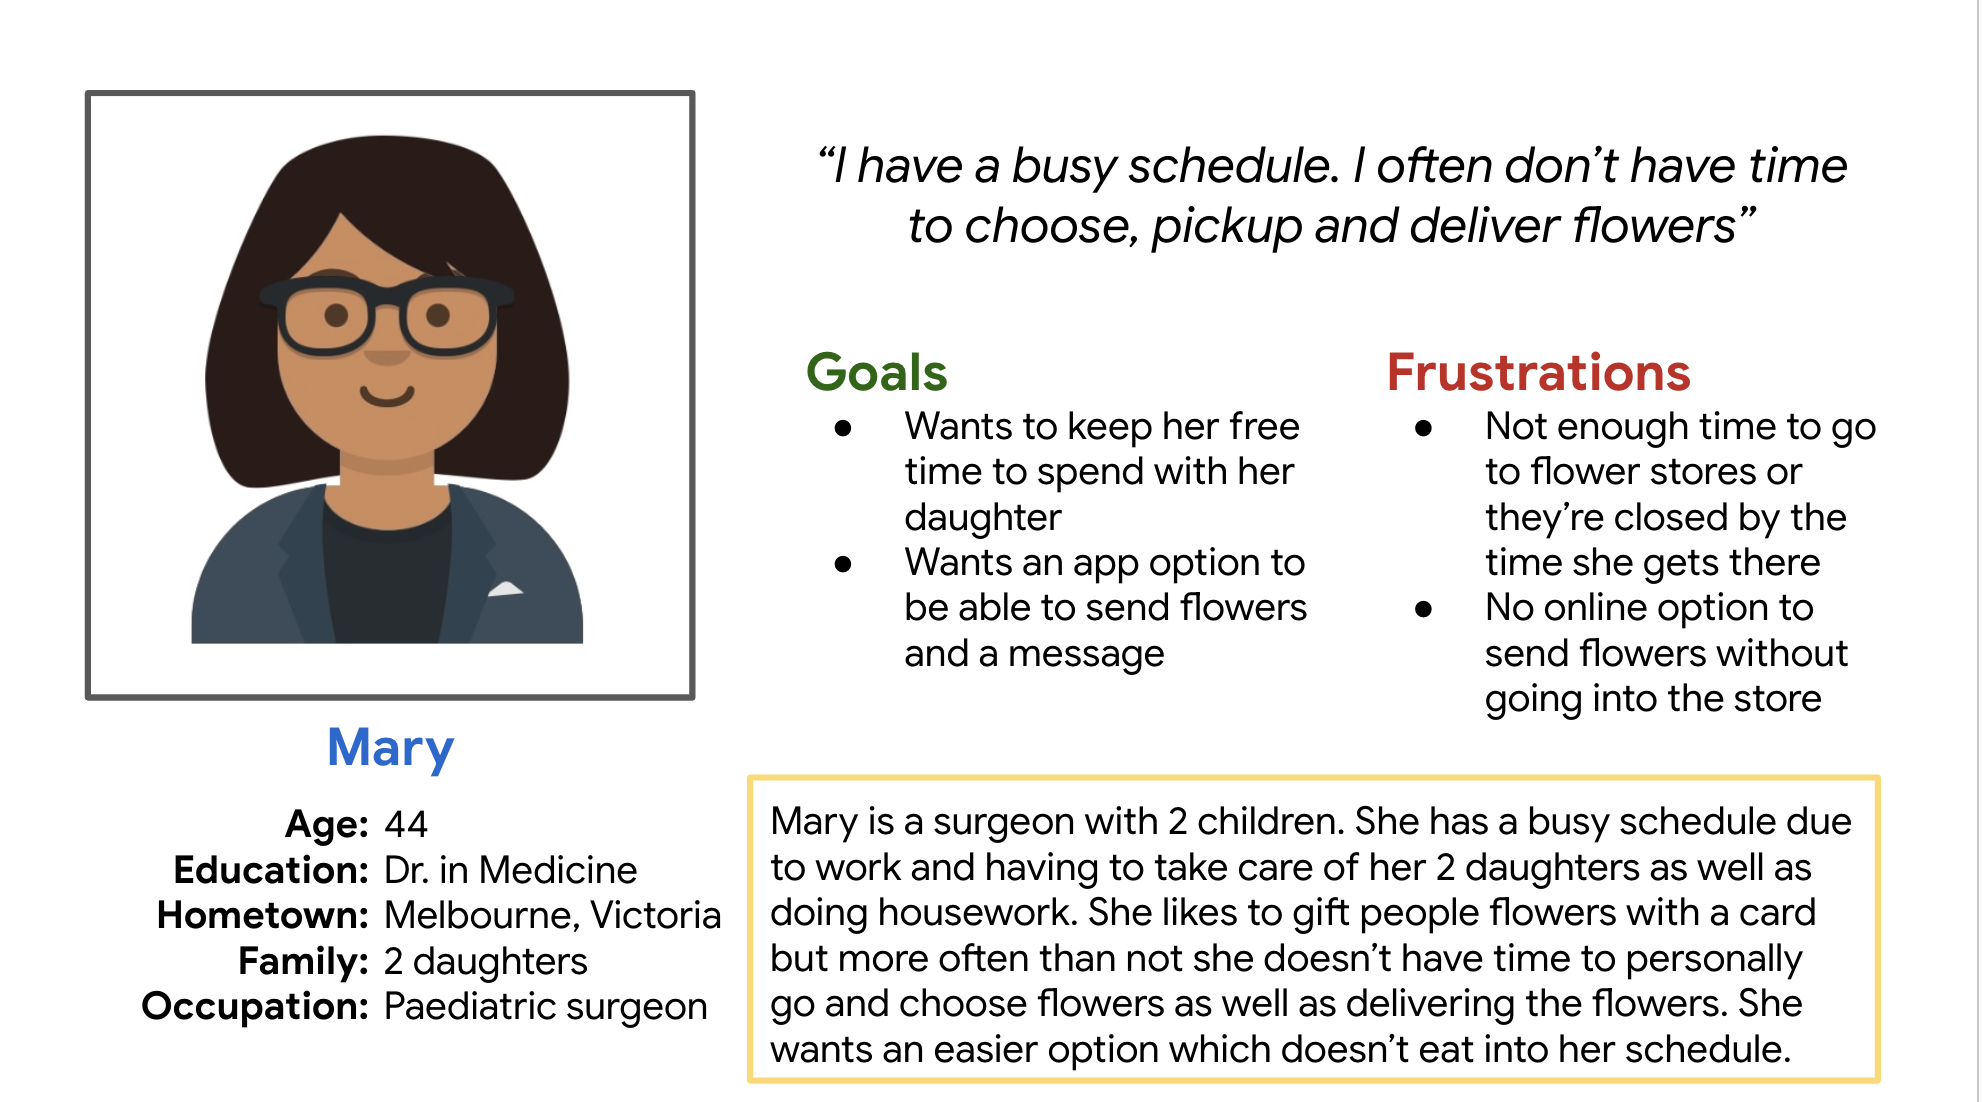 “I have a busy schedule. I often don’t have time
to choose, pickup and deliver flowers”
Goals
● Wants to keep her free
time to spend with her
daughter
● Wants an app option to
be able to send flowers
and a message
Frustrations
● Not enough time to go
to flower stores or
they’re closed by the
time she gets there
● No online option to
send flowers without
going into the store
Mary
Age: 44
Education: Dr. in Medicine
Hometown: Melbourne, Victoria
Family: 2 daughters
Occupation: Paediatric surgeon
Mary is a surgeon with 2 children. She has a busy schedule due
to work and having to take care of her 2 daughters as well as
doing housework. She likes to gift people flowers with a card
but more often than not she doesn’t have time to personally
go and choose flowers as well as delivering the flowers. She
wants an easier option which doesn’t eat into her schedule.